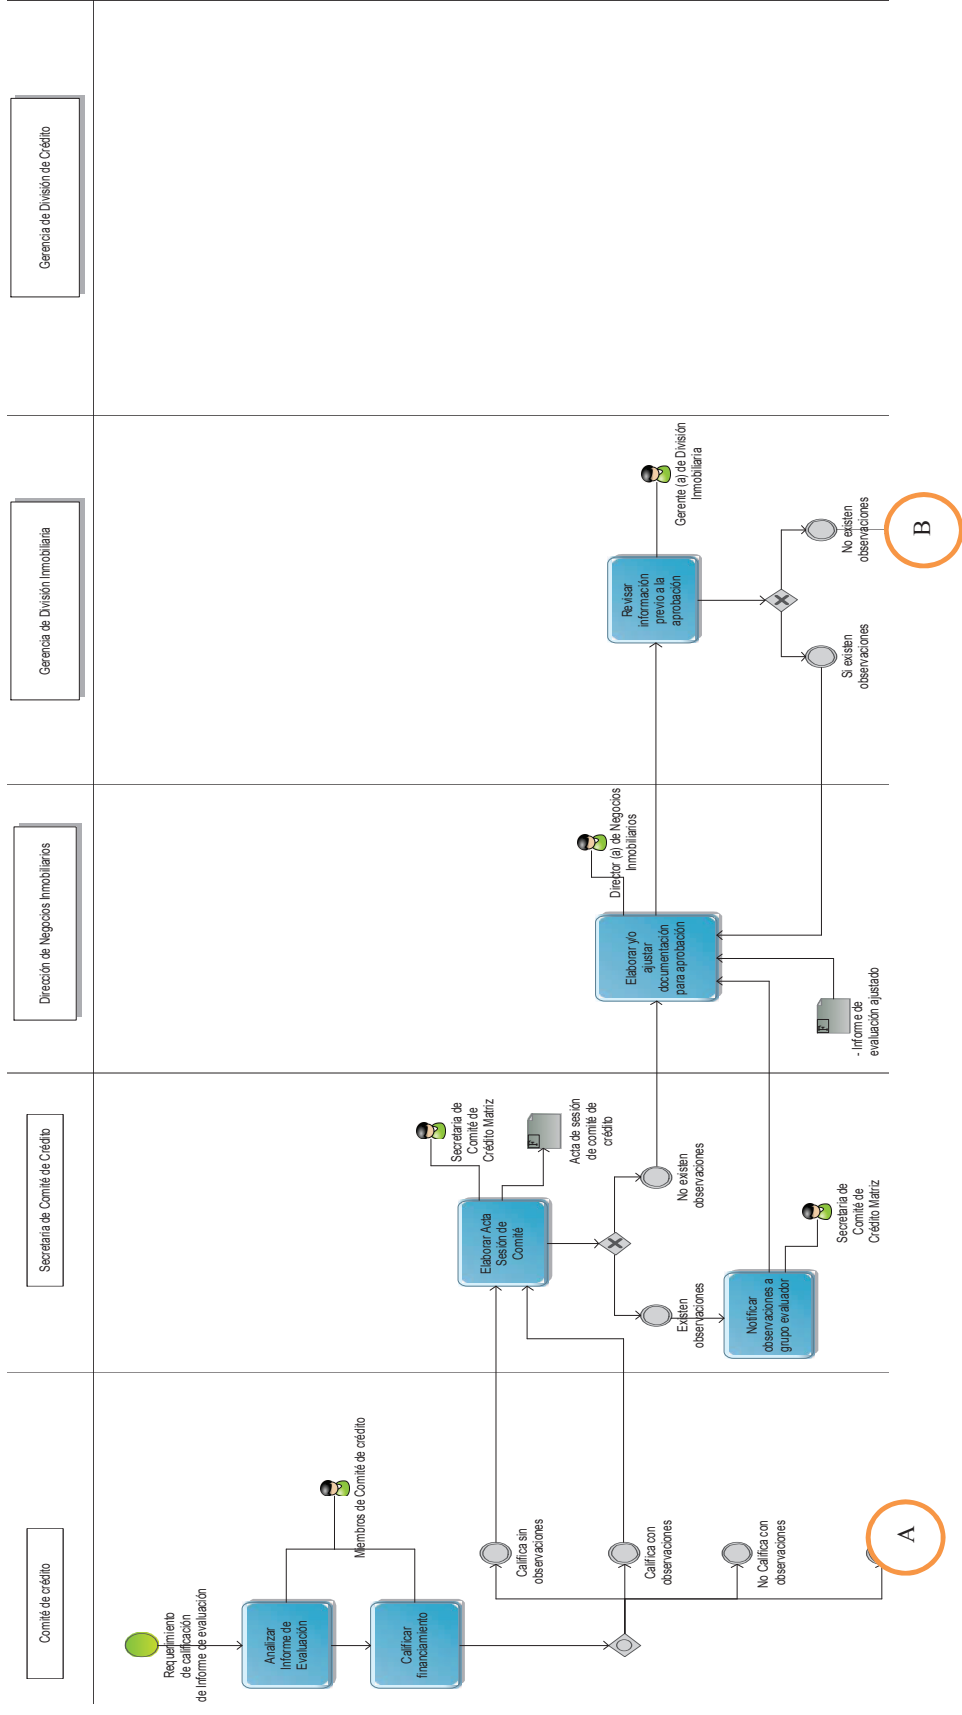 Comité de crédito
Secretaria de Comité de Crédito
Dirección de Negocios Inmobiliarios
Gerencia de División Inmobiliaria
Gerencia de División de Crédito
Requerimiento
de calificación
de Informe de evaluación
Analizar
Informe de
Evaluación
Calificar
financiamiento
Miembros de Comité de crédito
Califica sin
observaciones
Califica con
observaciones
No Califica con
observaciones
A
Elaborar Acta
Sesión de
Comité
Secretaria de
Comité de
Crédito Matriz
F
Acta de sesión
de comité de
crédito
Existen
observaciones
No existen
observaciones
Notificar
observaciones a
grupo evaluador
Secretaria de
Comité de
Crédito Matriz
Elaborar y/o
ajustar
documentación
para aprobación
Director (a) de Negocios
Inmobiliarios
F
- Informe de
evaluación ajustado
Revisar
información
previo a la
aprobación
Gerente (a) de División
Inmobiliaria
Si existen
observaciones
No existen
observaciones
B